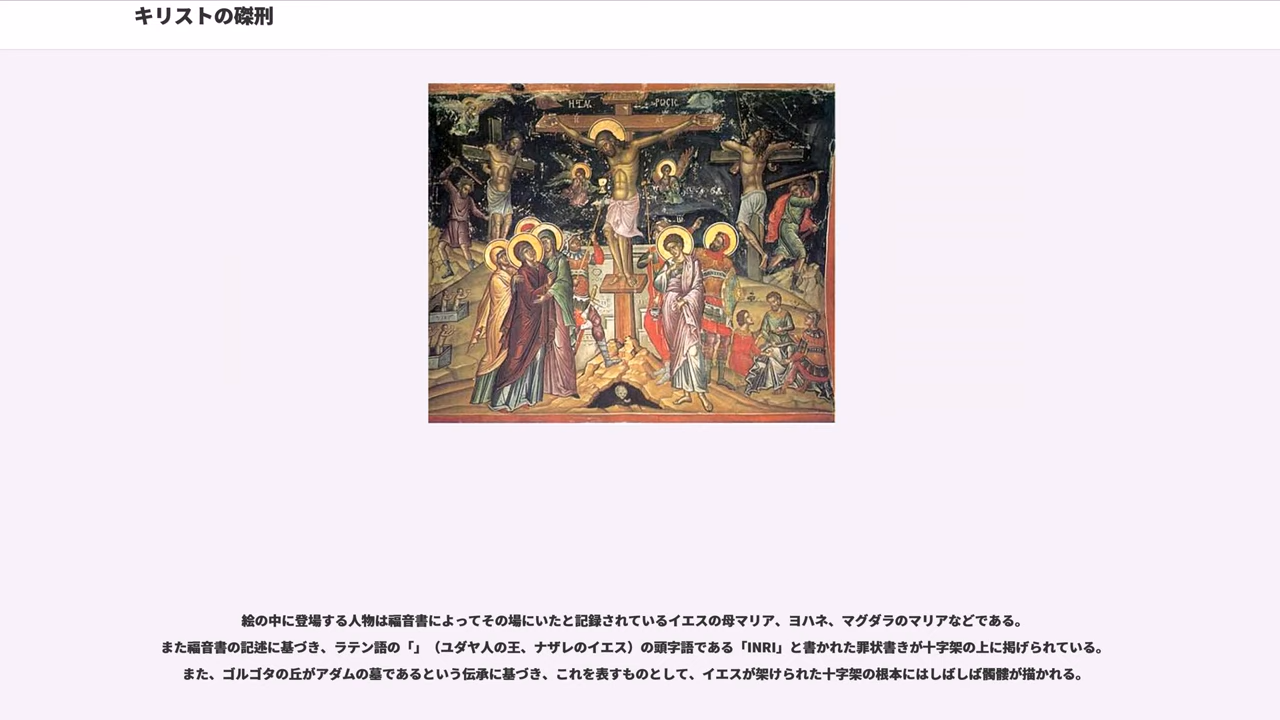 キリストの磔刑
絵の中に登場する人物は福音書によってその場にいたと記録されているイエスの母マリア、ヨハネ、マグダラのマリアなどである。
また福音書の記述に基づき、ラテン語の「」（ユダヤ人の王、ナザレのイエス）の頭字語である「INRI」と書かれた罪状書きが十字架の上に掲げられている。
また、ゴルゴタの丘がアダムの墓であるという伝承に基づき、これを表すものとして、イエスが架けられた十字架の根本にはしばしば髑髏が描かれる。